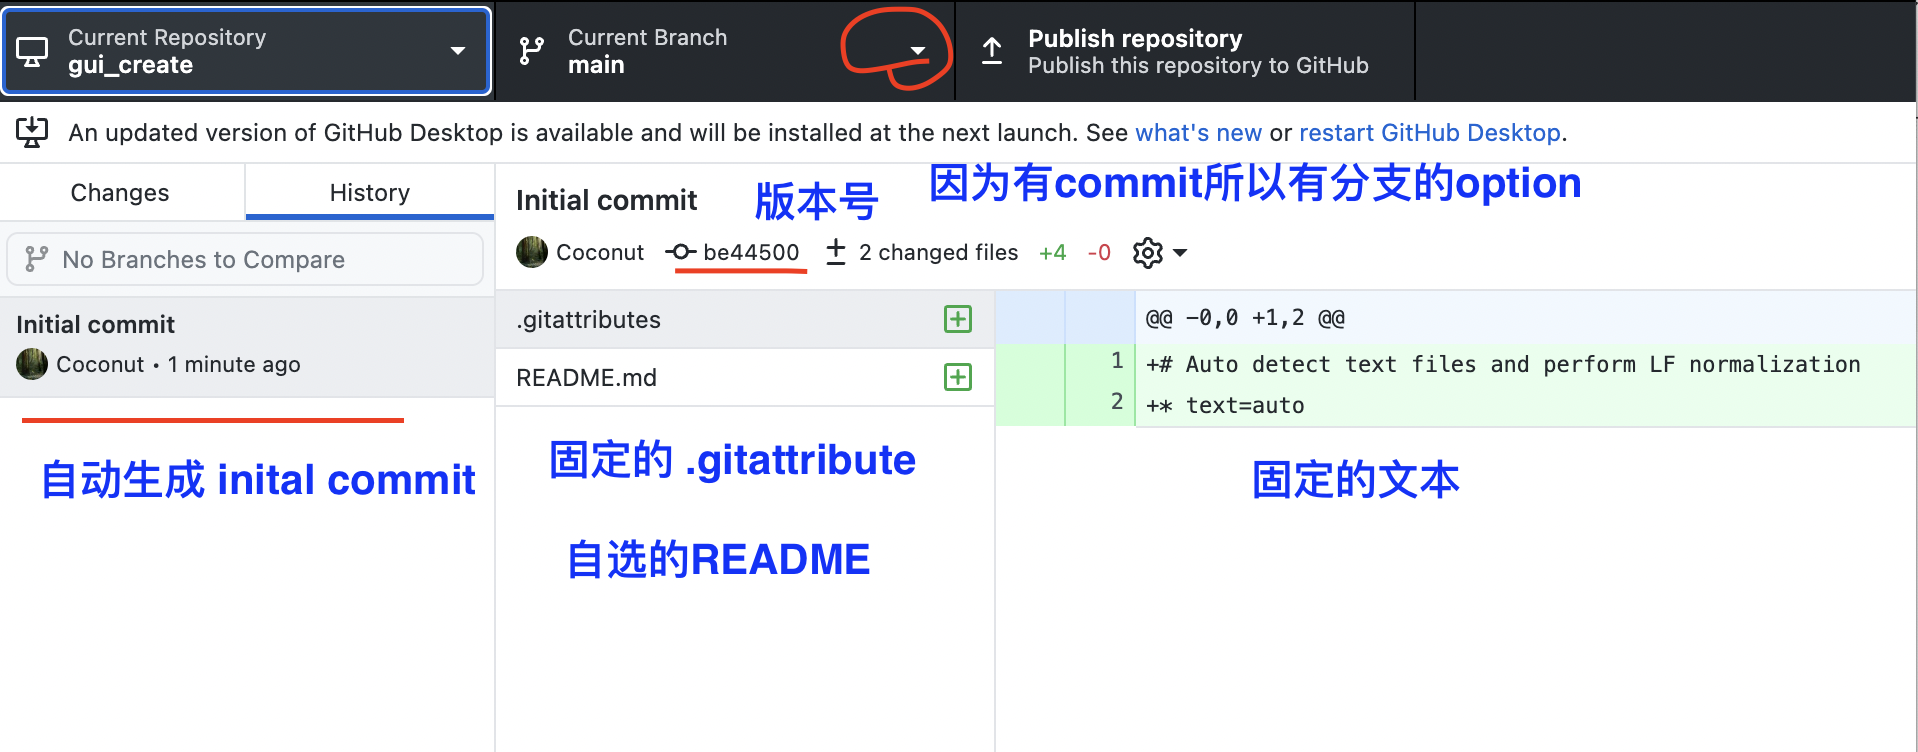 Current Repository
gui_create
Current Branch
main
Publish repository
Publish this repository to GitHub
An updated version of GitHub Desktop is available and will be installed at the next launch. See what's new or restart GitHub Desktop.
Changes
History
No Branches to Compare
Initial commit
Coconut • 1 minute ago
自动生成 inital commit
Initial commit
版本号
因为有commit所以有分支的option
Coconut
be44500
2 changed files
+4
-0
.gitattributes
README.md
固定的 .gitattribute
自选的README
@@ -0,0 +1,2 @@
1 +# Auto detect text files and perform LF normalization
2 +* text=auto
固定的文本